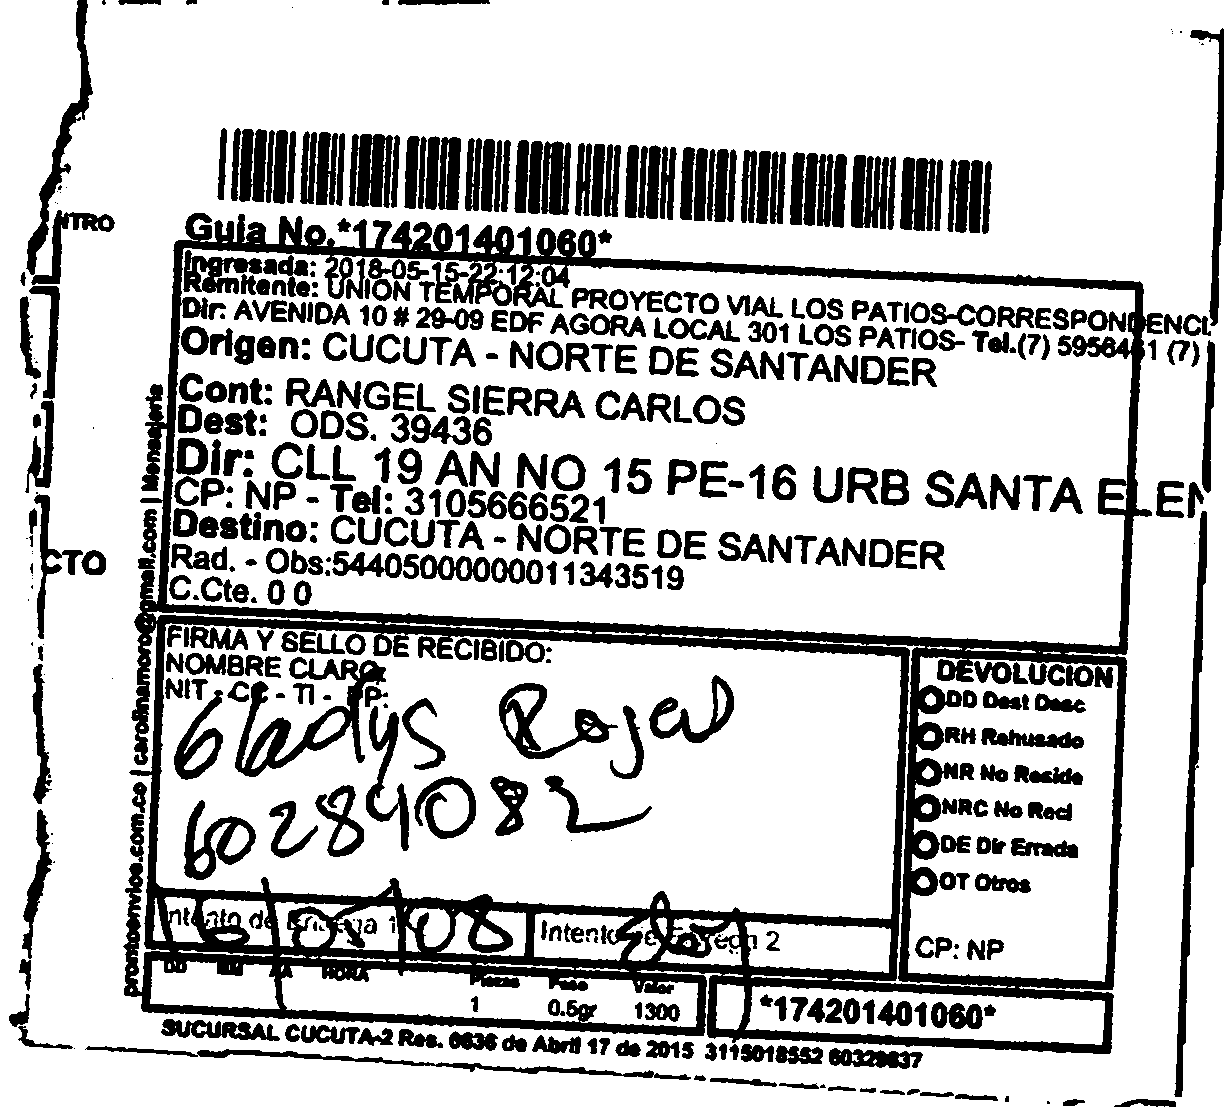 NTRO
CTO
Guia No.*174201401060*
Ingresada: 2018-05-15-22:12:04
Remitente: UNION TEMPORAL PROYECTO VIAL LOS PATIOS-CORRESPONDENCI
Dir: AVENIDA 10 # 29-09 EDF AGORA LOCAL 301 LOS PATIOS- Tel.(7) 5956461 (7)
Origen: CUCUTA - NORTE DE SANTANDER
Cont: RANGEL SIERRA CARLOS
Dest: ODS. 39436
Dir: CLL 19 AN NO 15 PE-16 URB SANTA ELEN
CP: NP - Tel: 3105666521
Destino: CUCUTA - NORTE DE SANTANDER
Rad. - Obs:54405000000011343519
C.Cte. 0 0
prontoenvios.com.co | carolinamoro@gmail.com | Mensajeria
FIRMA Y SELLO DE RECIBIDO:
NOMBRE CLARO:
NIT - CC - TI - PP:
Gladys Rojas
60289082
DEVOLUCION
DD Dest Desc
RH Rehusado
NR No Reside
NRC No Recl
DE Dir Errada
OT Otros
CP: NP
Intento de Entrega 1
Intento de Entrega 2
DD MM AA HORA
Piezas Peso Valor
1 0.5gr 1300
*174201401060*
SUCURSAL CUCUTA-2 Res. 0636 de Abril 17 de 2015 3115018552 60329637